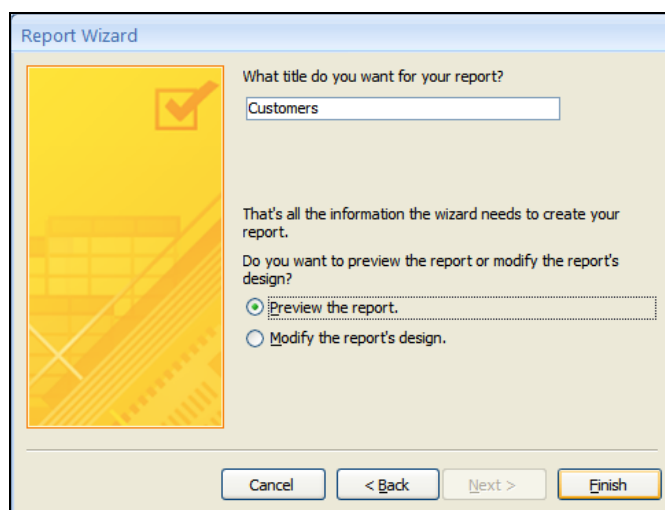 Report Wizard
What title do you want for your report?
Customers
That's all the information the wizard needs to create your
report.
Do you want to preview the report or modify the report's
design?
Preview the report.
Modify the report's design.
Cancel
< Back
Next >
Finish